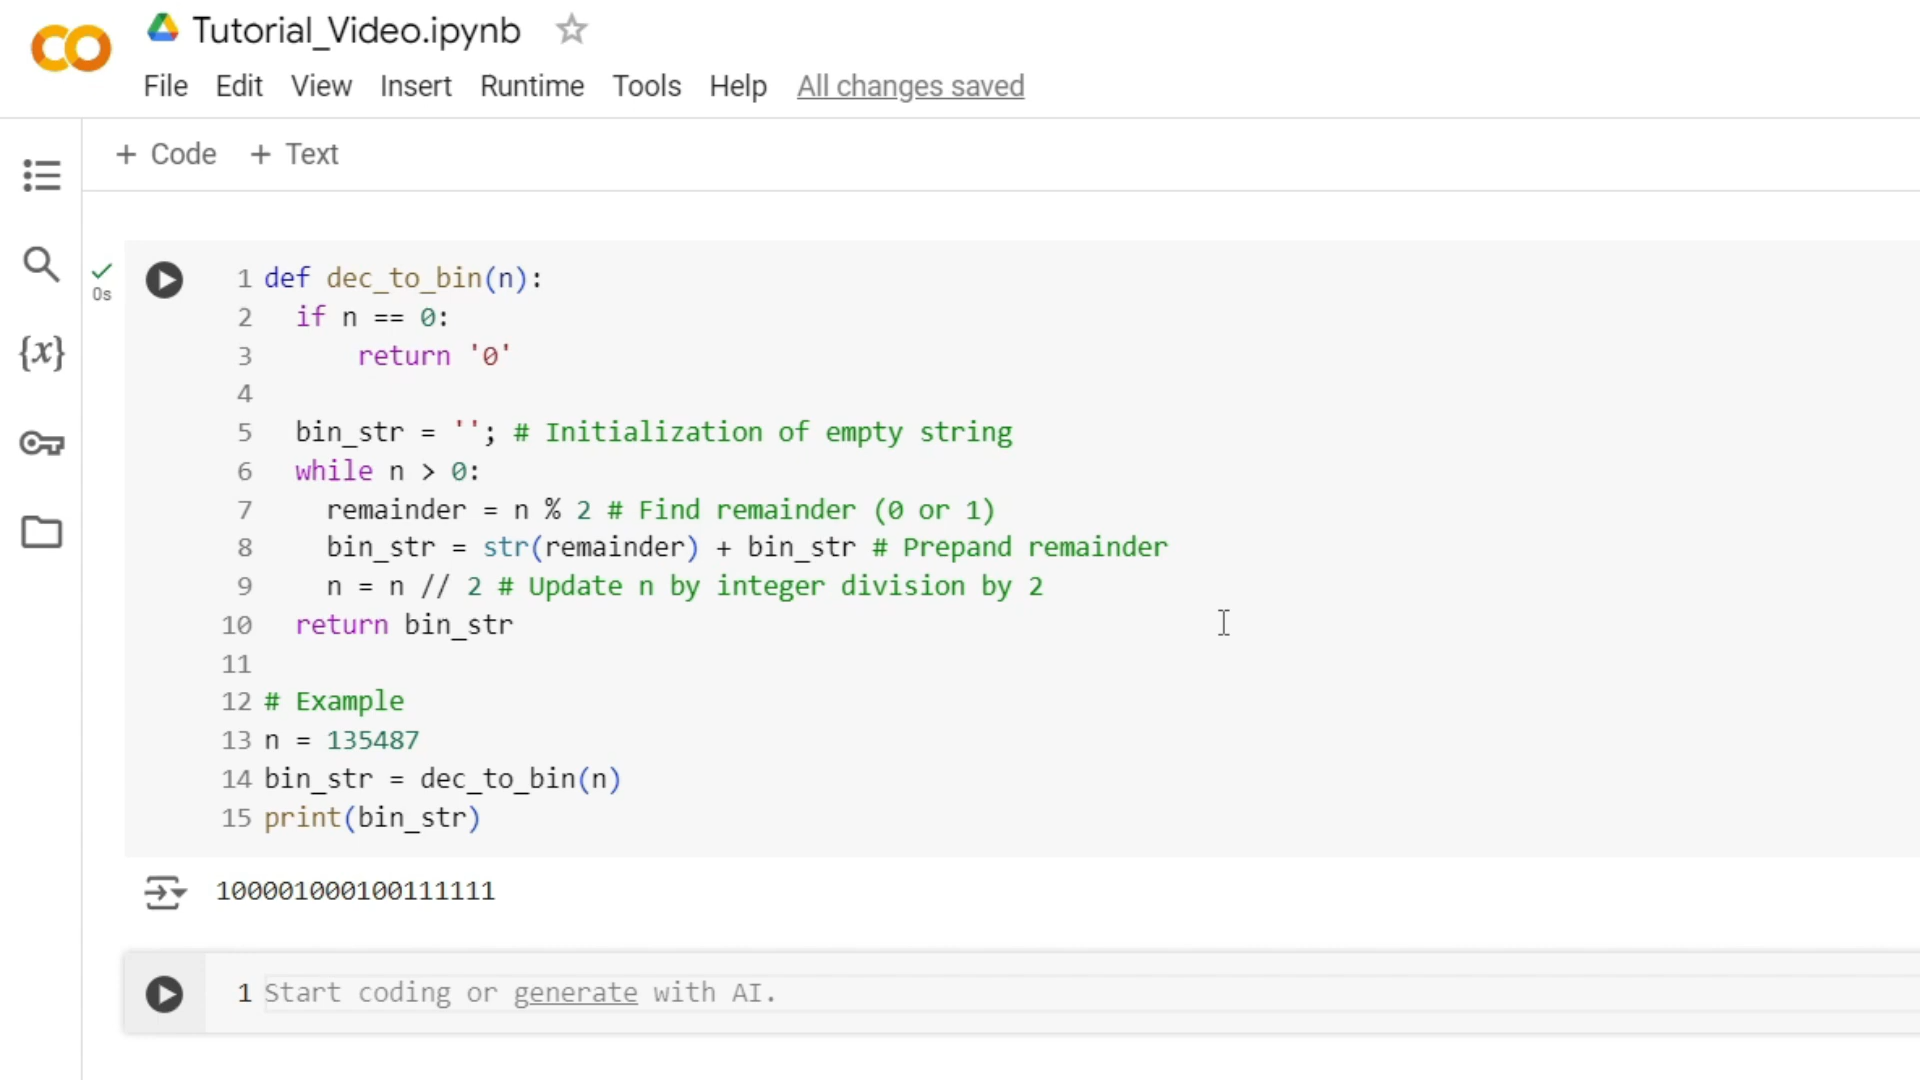 Tutorial_Video.ipynb
File Edit View Insert Runtime Tools Help All changes saved
+ Code + Text
0s
1 def dec_to_bin(n):
2 if n == 0:
3 return '0'
4
5 bin_str = ''; # Initialization of empty string
6 while n > 0:
7 remainder = n % 2 # Find remainder (0 or 1)
8 bin_str = str(remainder) + bin_str # Prepand remainder
9 n = n // 2 # Update n by integer division by 2
10 return bin_str
11
12 # Example
13 n = 135487
14 bin_str = dec_to_bin(n)
15 print(bin_str)
100001000100111111
1 Start coding or generate with AI.